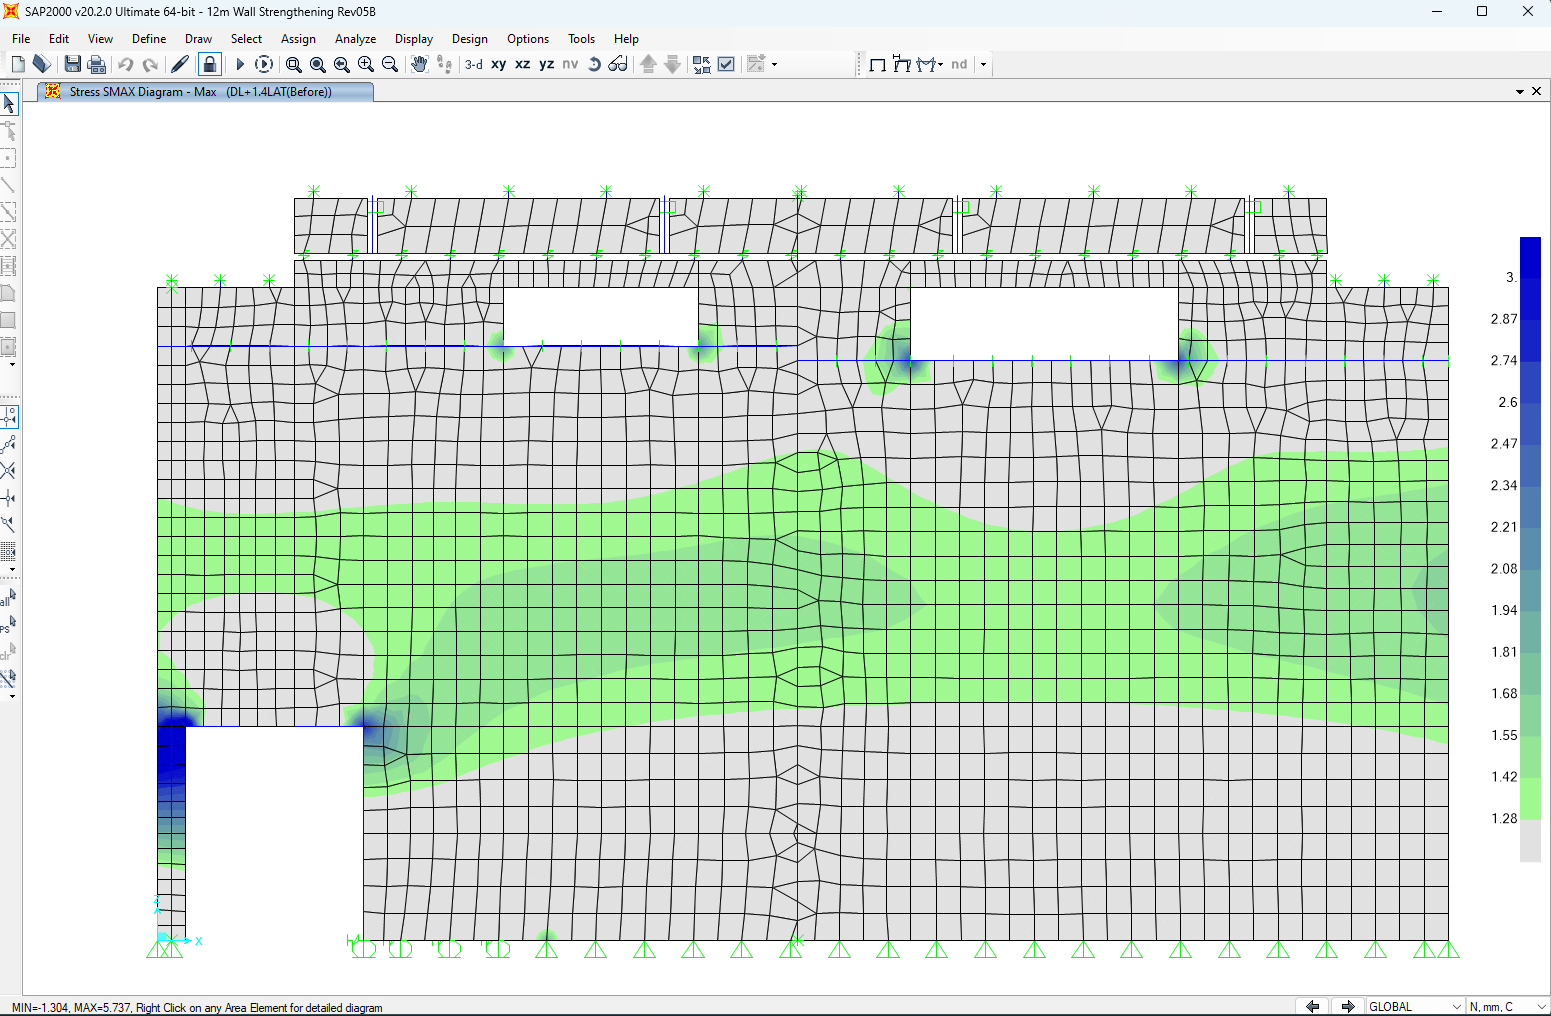 SAP2000 v20.2.0 Ultimate 64-bit - 12m Wall Strengthening Rev05B
File Edit View Define Draw Select Assign Analyze Display Design Options Tools Help
3-d xy xz yz nv nd
Stress SMAX Diagram - Max (DL+1.4LAT(Before))
3.
2.87
2.74
2.6
2.47
2.34
2.21
2.08
1.94
1.81
1.68
1.55
1.42
1.28
all
PS
clr
Z
X
MIN=-1.304, MAX=5.737, Right Click on any Area Element for detailed diagram
GLOBAL
N, mm, C